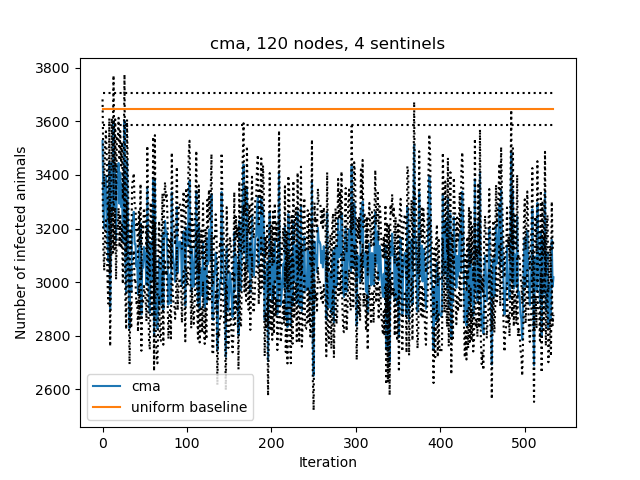 cma, 120 nodes, 4 sentinels
3800
3600
3400
3200
3000
2800
2600
Number of infected animals
cma
uniform baseline
0
100
200
300
400
500
Iteration